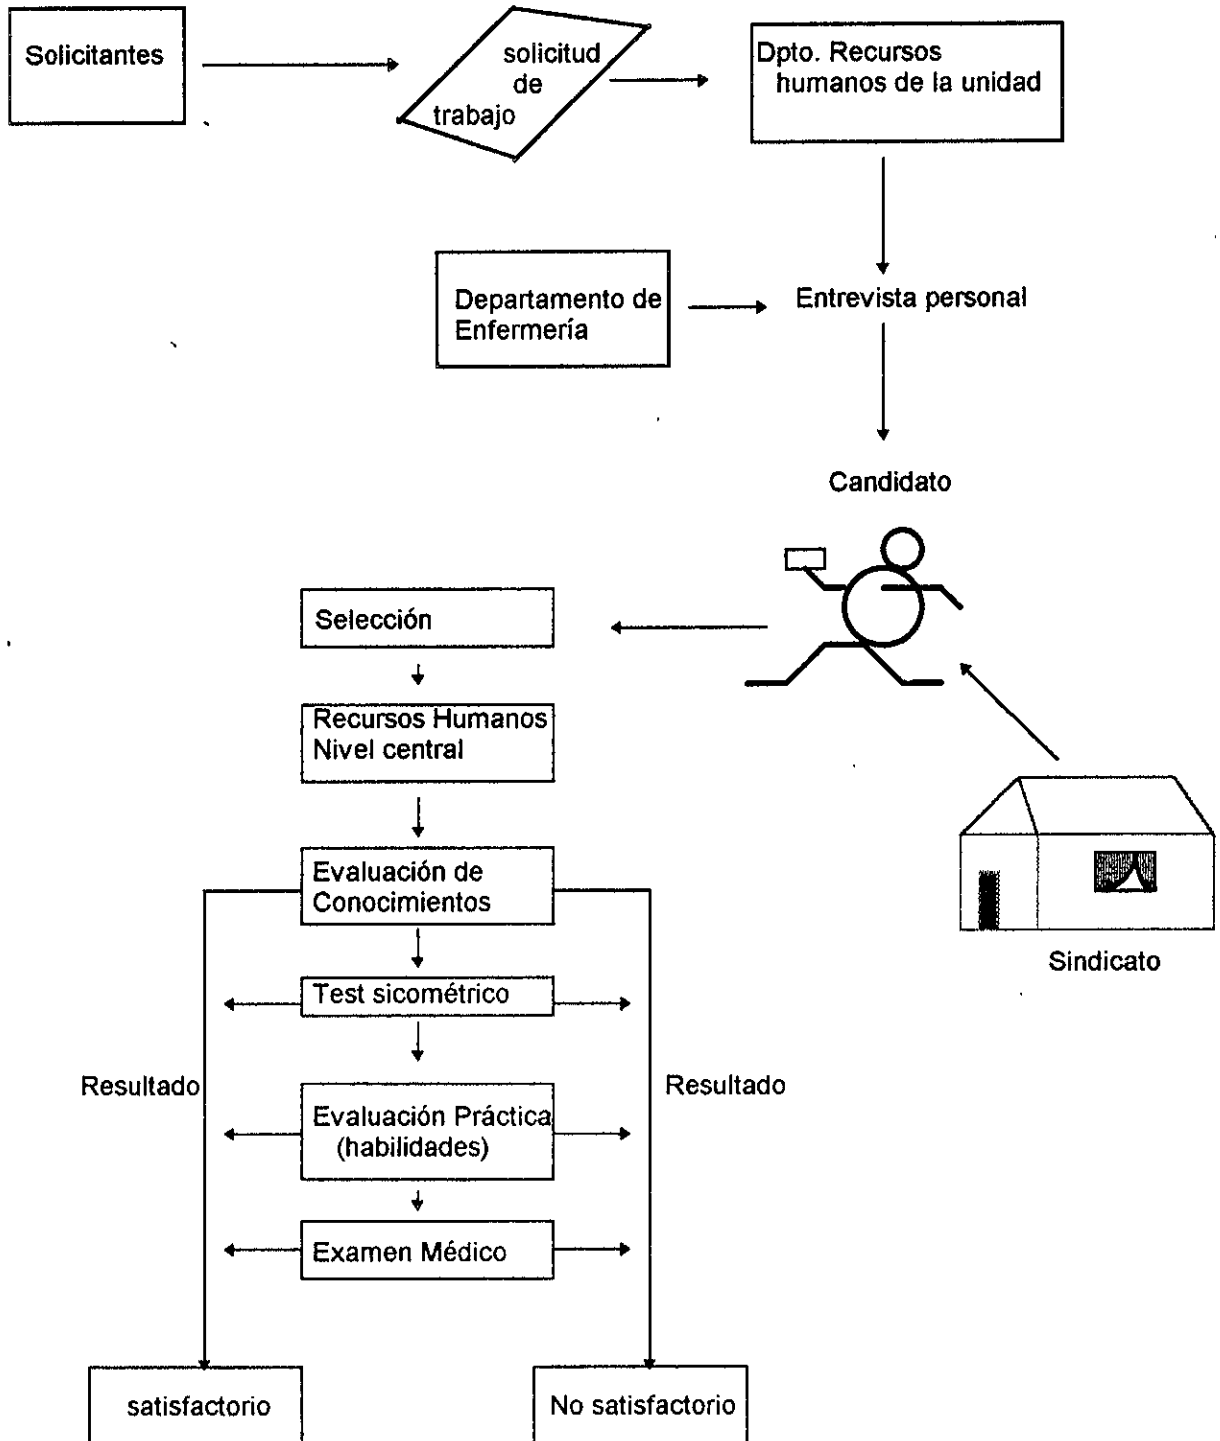 Solicitantes
solicitud
de
trabajo
Dpto. Recursos
humanos de la unidad
Departamento de
Enfermería
Entrevista personal
Candidato
Selección
Recursos Humanos
Nivel central
Evaluación de
Conocimientos
Sindicato
Test sicométrico
Resultado
Resultado
Evaluación Práctica
(habilidades)
Examen Médico
satisfactorio
No satisfactorio